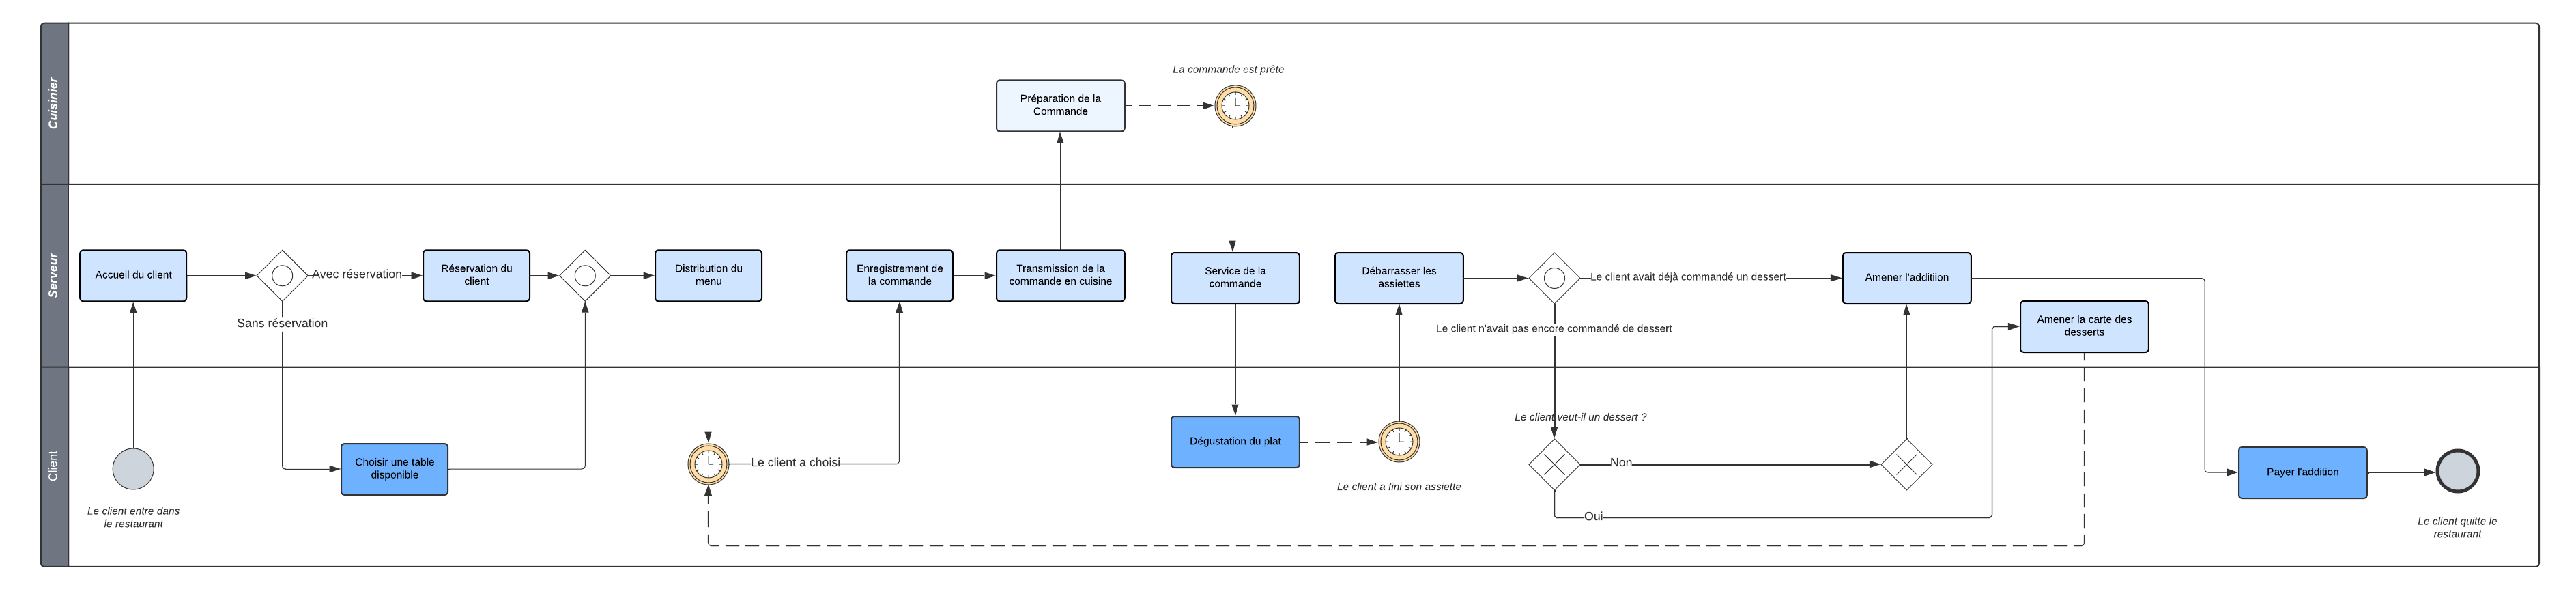 Cuisinier
La commande est prête
Préparation de la
Commande
Serveur
Accueil du client
Avec réservation
Sans réservation
Réservation du
client
Distribution du
menu
Enregistrement de
la commande
Transmission de la
commande en cuisine
Service de la
commande
Débarrasser les
assiettes
Le client avait déjà commandé un dessert
Le client n'avait pas encore commandé de dessert
Amener l'additiion
Amener la carte des
desserts
Client
Le client entre dans
le restaurant
Choisir une table
disponible
Le client a choisi
Dégustation du plat
Le client a fini son assiette
Le client veut-il un dessert ?
Non
Oui
Payer l'addition
Le client quitte le
restaurant